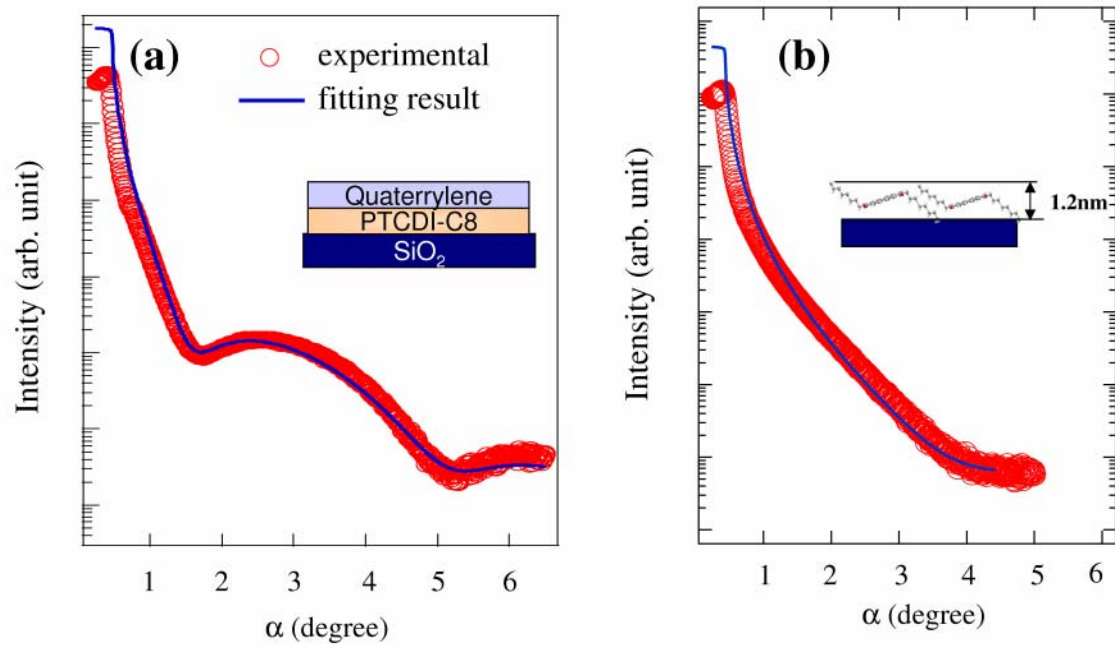 (a)
experimental
fitting result
Quaterrylene
PTCDI-C8
SiO₂
Intensity (arb. unit)
1 2 3 4 5 6
α (degree)
(b)
1.2nm
Intensity (arb. unit)
1 2 3 4 5 6
α (degree)